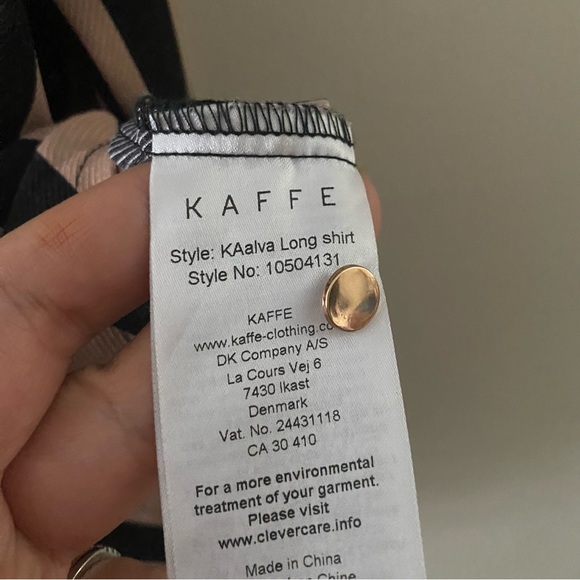 KAFFE
Style: KAalva Long shirt
Style No: 10504131
KAFFE
www.kaffe-clothing.co
DK Company A/S
La Cours Vej 6
7430 Ikast
Denmark
Vat. No. 24431118
CA 30 410
For a more environmental
treatment of your garment.
Please visit
www.clevercare.info
Made in China
China